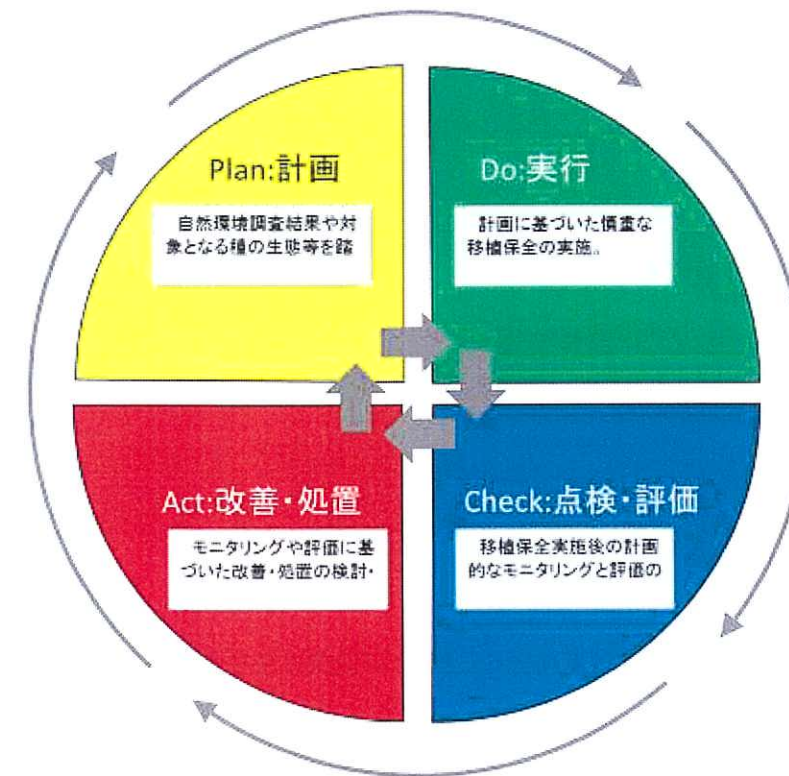 Plan:計画
自然環境調査結果や対
象となる種の生態等を踏
Do:実行
計画に基づいた慎重な
移植保全の実施。
Check:点検・評価
移植保全実施後の計画
的なモニタリングと評価の
Act:改善・処置
モニタリングや評価に基
づいた改善・処置の検討・